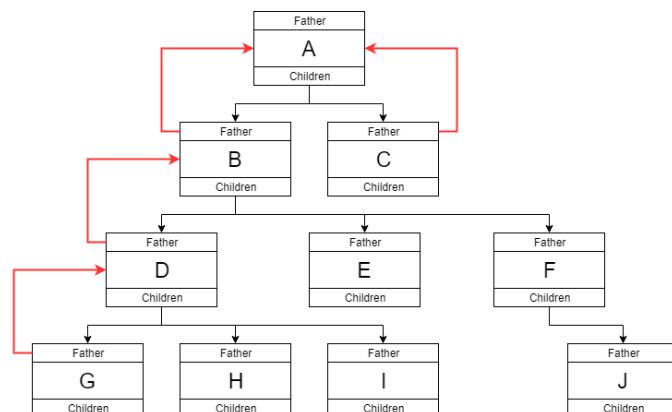 Father
A
Children
Father
B
Children
Father
C
Children
Father
D
Children
Father
E
Children
Father
F
Children
Father
G
Children
Father
H
Children
Father
I
Children
Father
J
Children